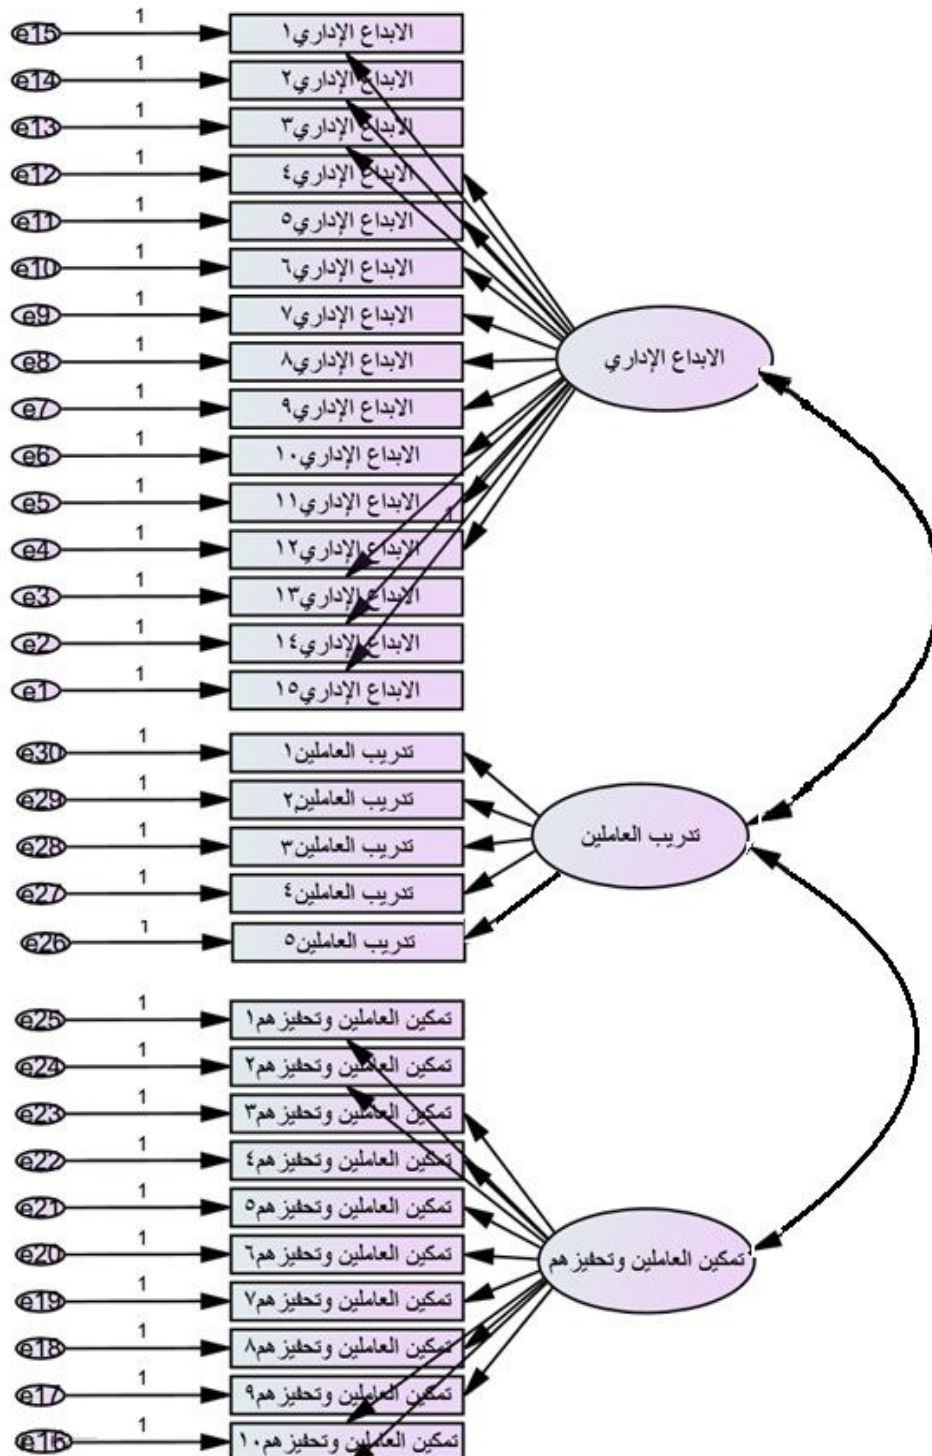 e15 1 الابداع الإداري١
e14 1 الابداع الإداري٢
e13 1 الابداع الإداري٣
e12 1 الابداع الإداري٤
e11 1 الابداع الإداري٥
e10 1 الابداع الإداري٦
e9 1 الابداع الإداري٧
الابداع الإداري
e8 1 الابداع الإداري٨
e7 1 الابداع الإداري٩
e6 1 الابداع الإداري١٠
e5 1 الابداع الإداري١١
1
e4 1 الابداع الإداري١٢
e3 1 الابداع الإداري١٣
e2 1 الابداع الإداري١٤
e1 1 الابداع الإداري١٥
e30 1 تدريب العاملين١
e29 1 تدريب العاملين٢
تدريب العاملين
e28 1 تدريب العاملين٣
e27 1 تدريب العاملين٤
e26 1 تدريب العاملين٥
e25 1 تمكين العاملين وتحفيزهم١
e24 1 تمكين العاملين وتحفيزهم٢
e23 1 تمكين العاملين وتحفيزهم٣
e22 1 تمكين العاملين وتحفيزهم٤
e21 1 تمكين العاملين وتحفيزهم٥
e20 1 تمكين العاملين وتحفيزهم٦
تمكين العاملين وتحفيزهم
e19 1 تمكين العاملين وتحفيزهم٧
e18 1 تمكين العاملين وتحفيزهم٨
e17 1 تمكين العاملين وتحفيزهم٩
e16 1 تمكين العاملين وتحفيزهم١٠